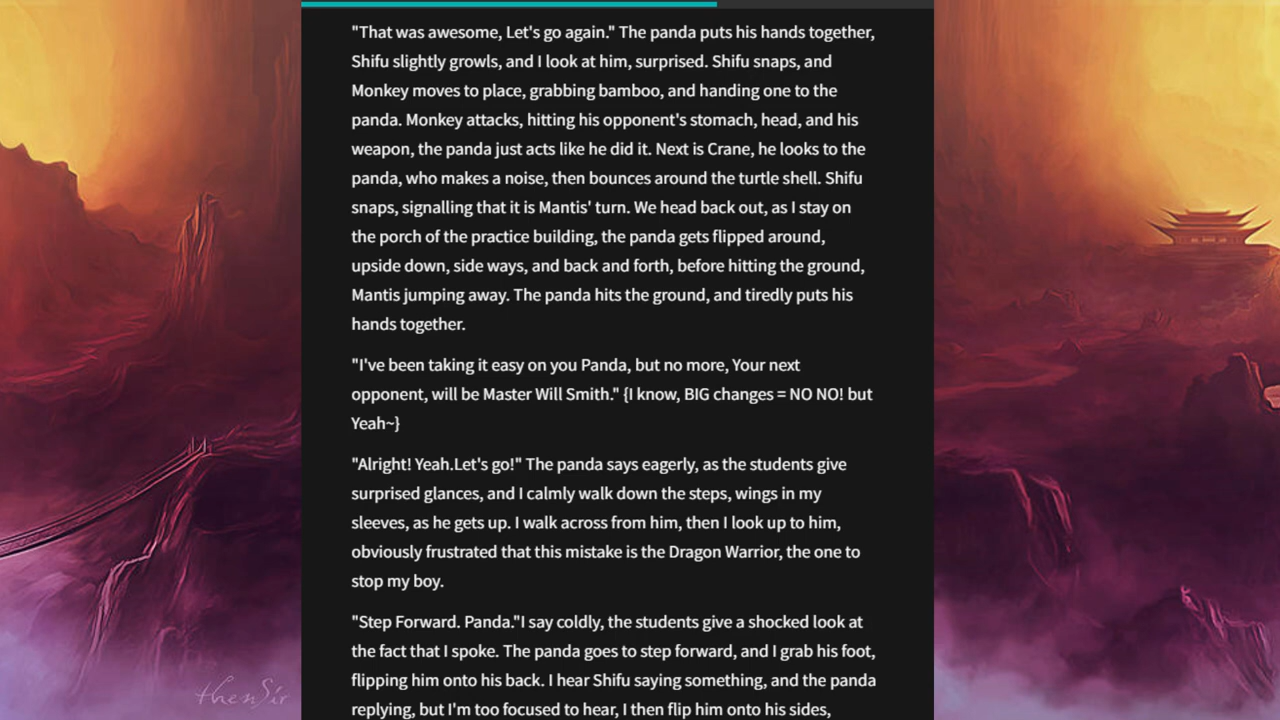 "That was awesome, Let's go again." The panda puts his hands together,
Shifu slightly growls, and I look at him, surprised. Shifu snaps, and
Monkey moves to place, grabbing bamboo, and handing one to the
panda. Monkey attacks, hitting his opponent's stomach, head, and his
weapon, the panda just acts like he did it. Next is Crane, he looks to the
panda, who makes a noise, then bounces around the turtle shell. Shifu
snaps, signalling that it is Mantis' turn. We head back out, as I stay on
the porch of the practice building, the panda gets flipped around,
upside down, side ways, and back and forth, before hitting the ground,
Mantis jumping away. The panda hits the ground, and tiredly puts his
hands together.
"I've been taking it easy on you Panda, but no more, Your next
opponent, will be Master Will Smith." {I know, BIG changes = NO NO! but
Yeah~}
"Alright! Yeah.Let's go!" The panda says eagerly, as the students give
surprised glances, and I calmly walk down the steps, wings in my
sleeves, as he gets up. I walk across from him, then I look up to him,
obviously frustrated that this mistake is the Dragon Warrior, the one to
stop my boy.
"Step Forward. Panda."I say coldly, the students give a shocked look at
the fact that I spoke. The panda goes to step forward, and I grab his foot,
flipping him onto his back. I hear Shifu saying something, and the panda
replying, but I'm too focused to hear, I then flip him onto his sides,